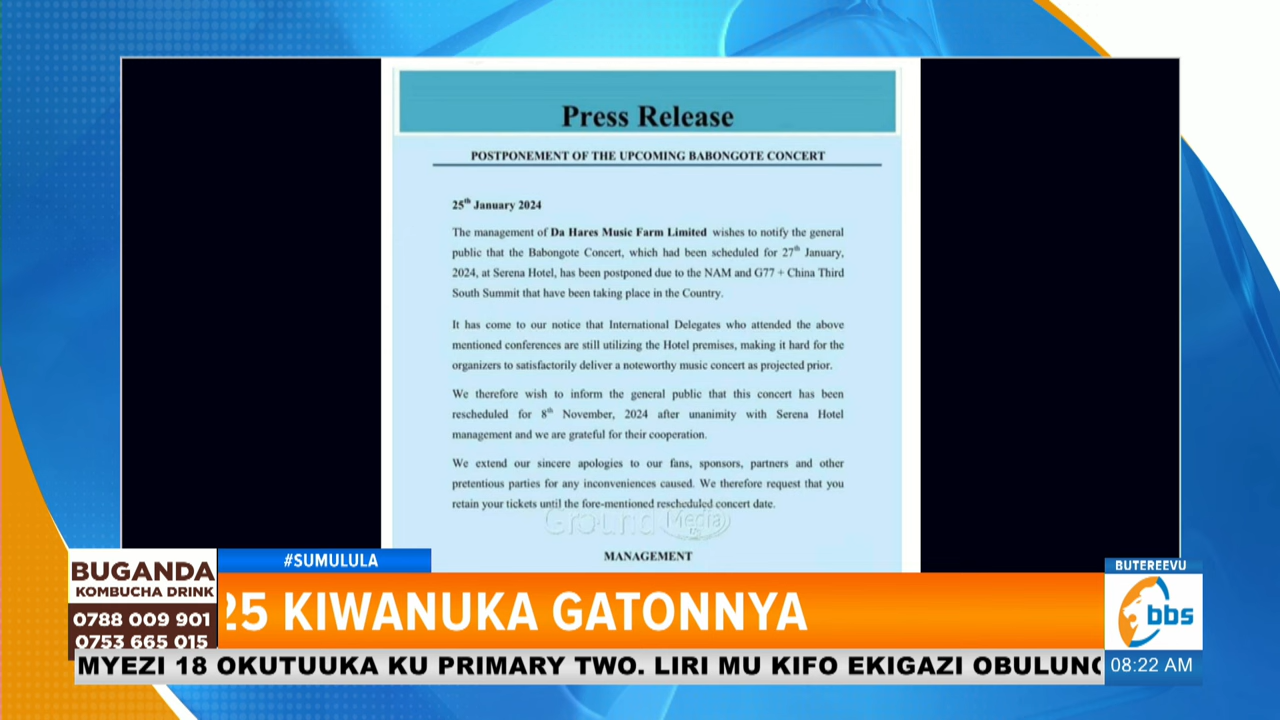 Press Release
POSTPONEMENT OF THE UPCOMING BABONGOTE CONCERT
25th January 2024
The management of Da Hares Music Farm Limited wishes to notify the general
public that the Babongote Concert, which had been scheduled for 27th January,
2024, at Serena Hotel, has been postponed due to the NAM and G77 + China Third
South Summit that have been taking place in the Country.
It has come to our notice that International Delegates who attended the above
mentioned conferences are still utilizing the Hotel premises, making it hard for the
organizers to satisfactorily deliver a noteworthy music concert as projected prior.
We therefore wish to inform the general public that this concert has been
rescheduled for 8th November, 2024 after unanimity with Serena Hotel
management and we are grateful for their cooperation.
We extend our sincere apologies to our fans, sponsors, partners and other
pretentious parties for any inconveniences caused. We therefore request that you
retain your tickets until the fore-mentioned rescheduled concert date.
Ground Media
MANAGEMENT
#SUMULULA
BUGANDA
KOMBUCHA DRINK
0788 009 901
0753 665 015
25 KIWANUKA GATONNYA
BUTEREEVU
bbs
08:22 AM
MYEZI 18 OKUTUUKA KU PRIMARY TWO. LIRI MU KIFO EKIGAZI OBULUNG